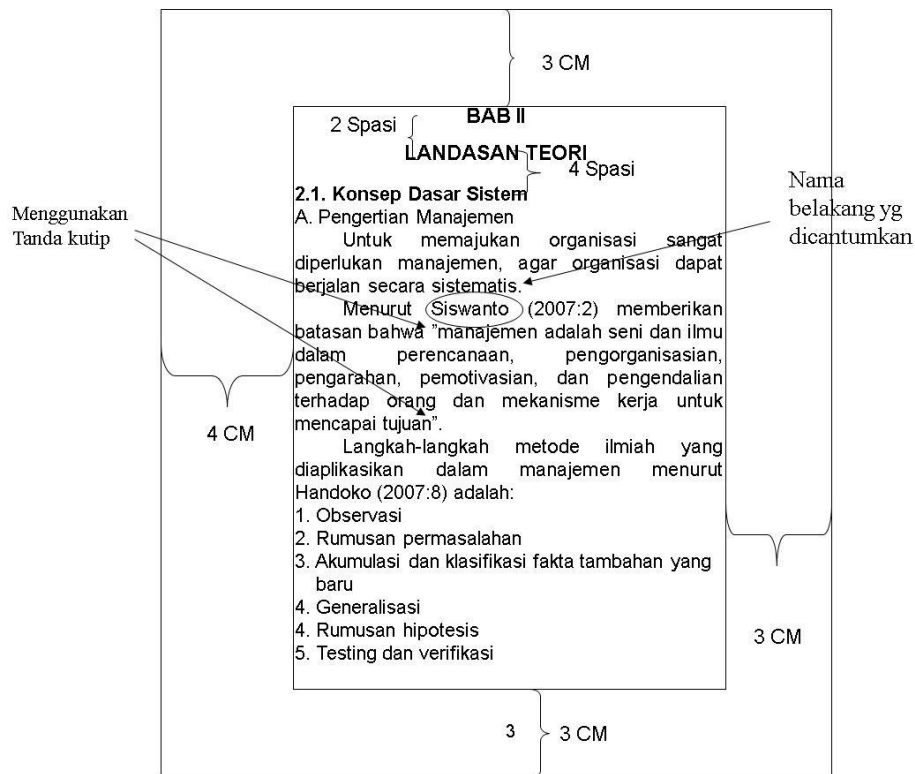 3 CM
2 Spasi
BAB II
LANDASAN TEORI
4 Spasi
2.1. Konsep Dasar Sistem
A. Pengertian Manajemen
Untuk memajukan organisasi sangat
diperlukan manajemen, agar organisasi dapat
berjalan secara sistematis.
Menurut Siswanto (2007:2) memberikan
batasan bahwa ”manajemen adalah seni dan ilmu
dalam perencanaan, pengorganisasian,
pengarahan, pemotivasian, dan pengendalian
terhadap orang dan mekanisme kerja untuk
mencapai tujuan”.
Langkah-langkah metode ilmiah yang
diaplikasikan dalam manajemen menurut
Handoko (2007:8) adalah:
1. Observasi
2. Rumusan permasalahan
3. Akumulasi dan klasifikasi fakta tambahan yang
baru
4. Generalisasi
4. Rumusan hipotesis
5. Testing dan verifikasi
Menggunakan
Tanda kutip
Nama
belakang yg
dicantumkan
4 CM
3 CM
3
3 CM